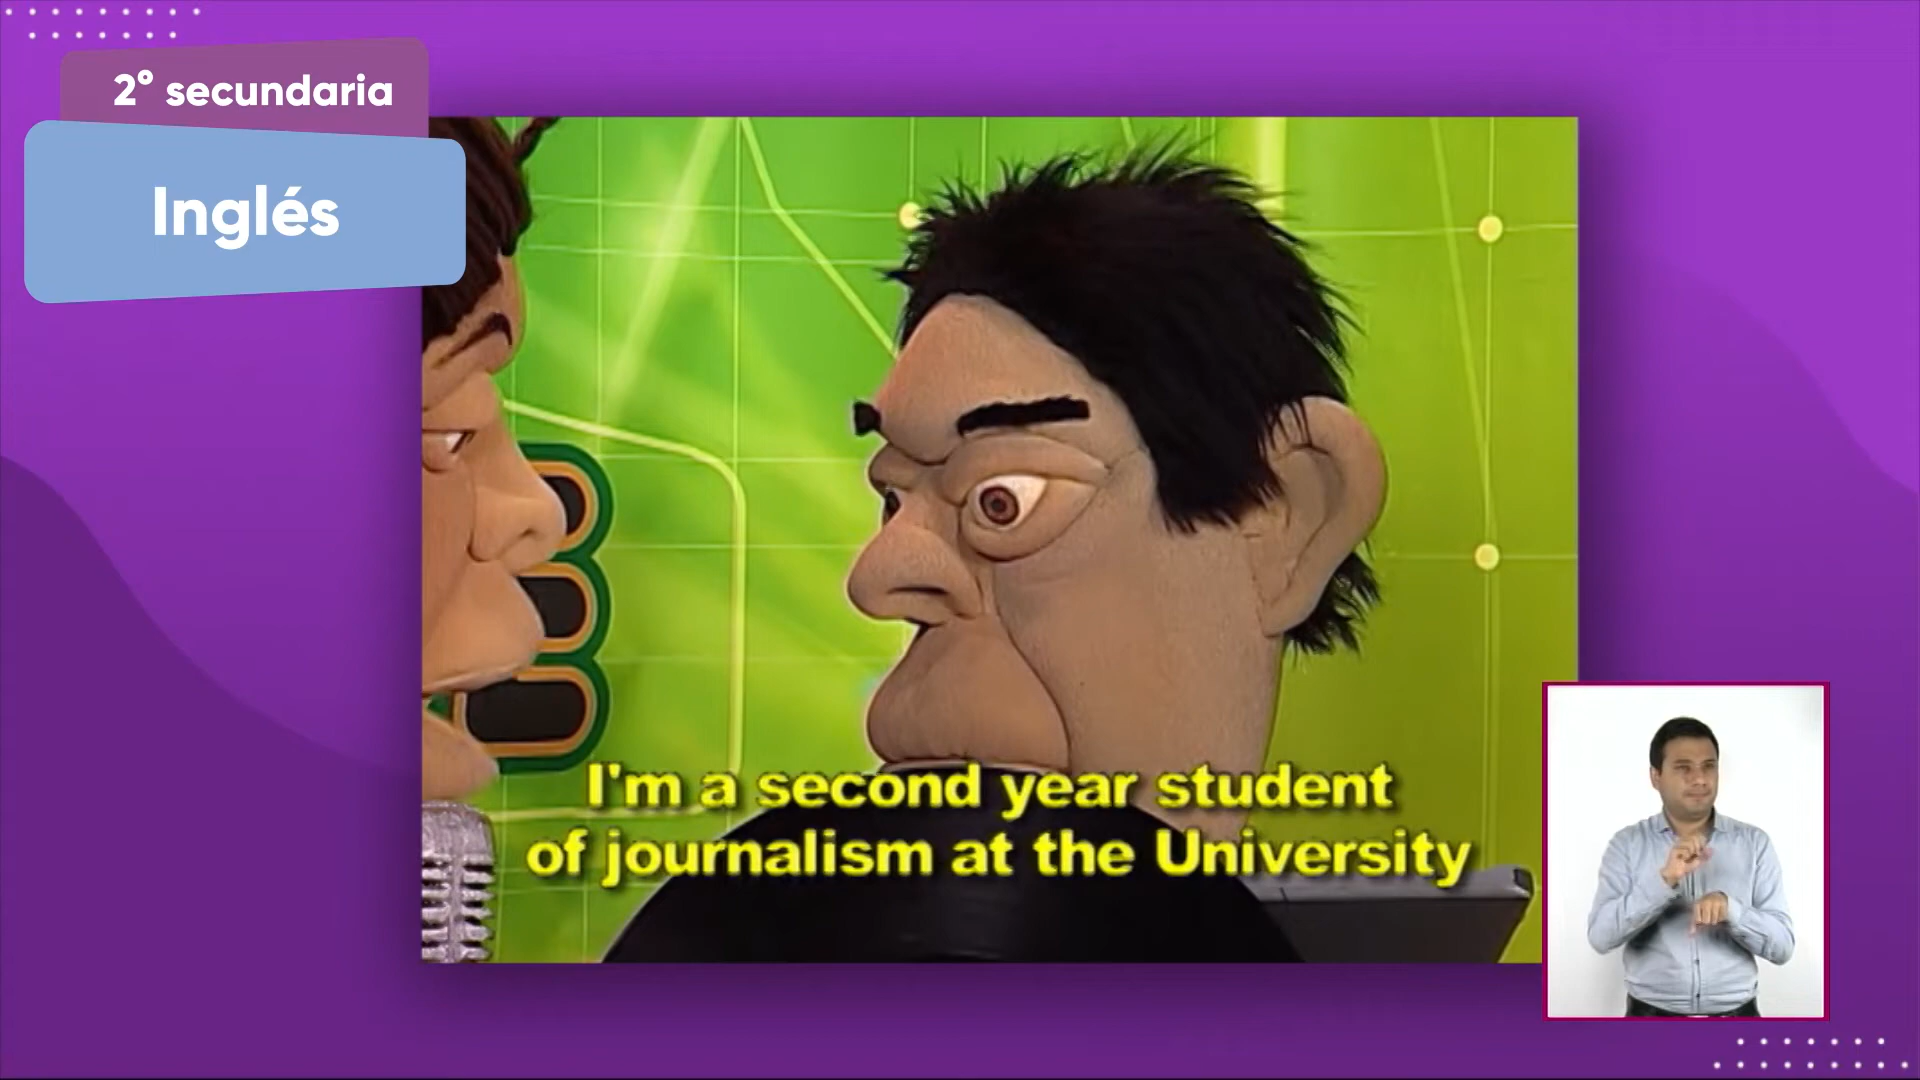 2° secundaria
Inglés
I'm a second year student
of journalism at the University